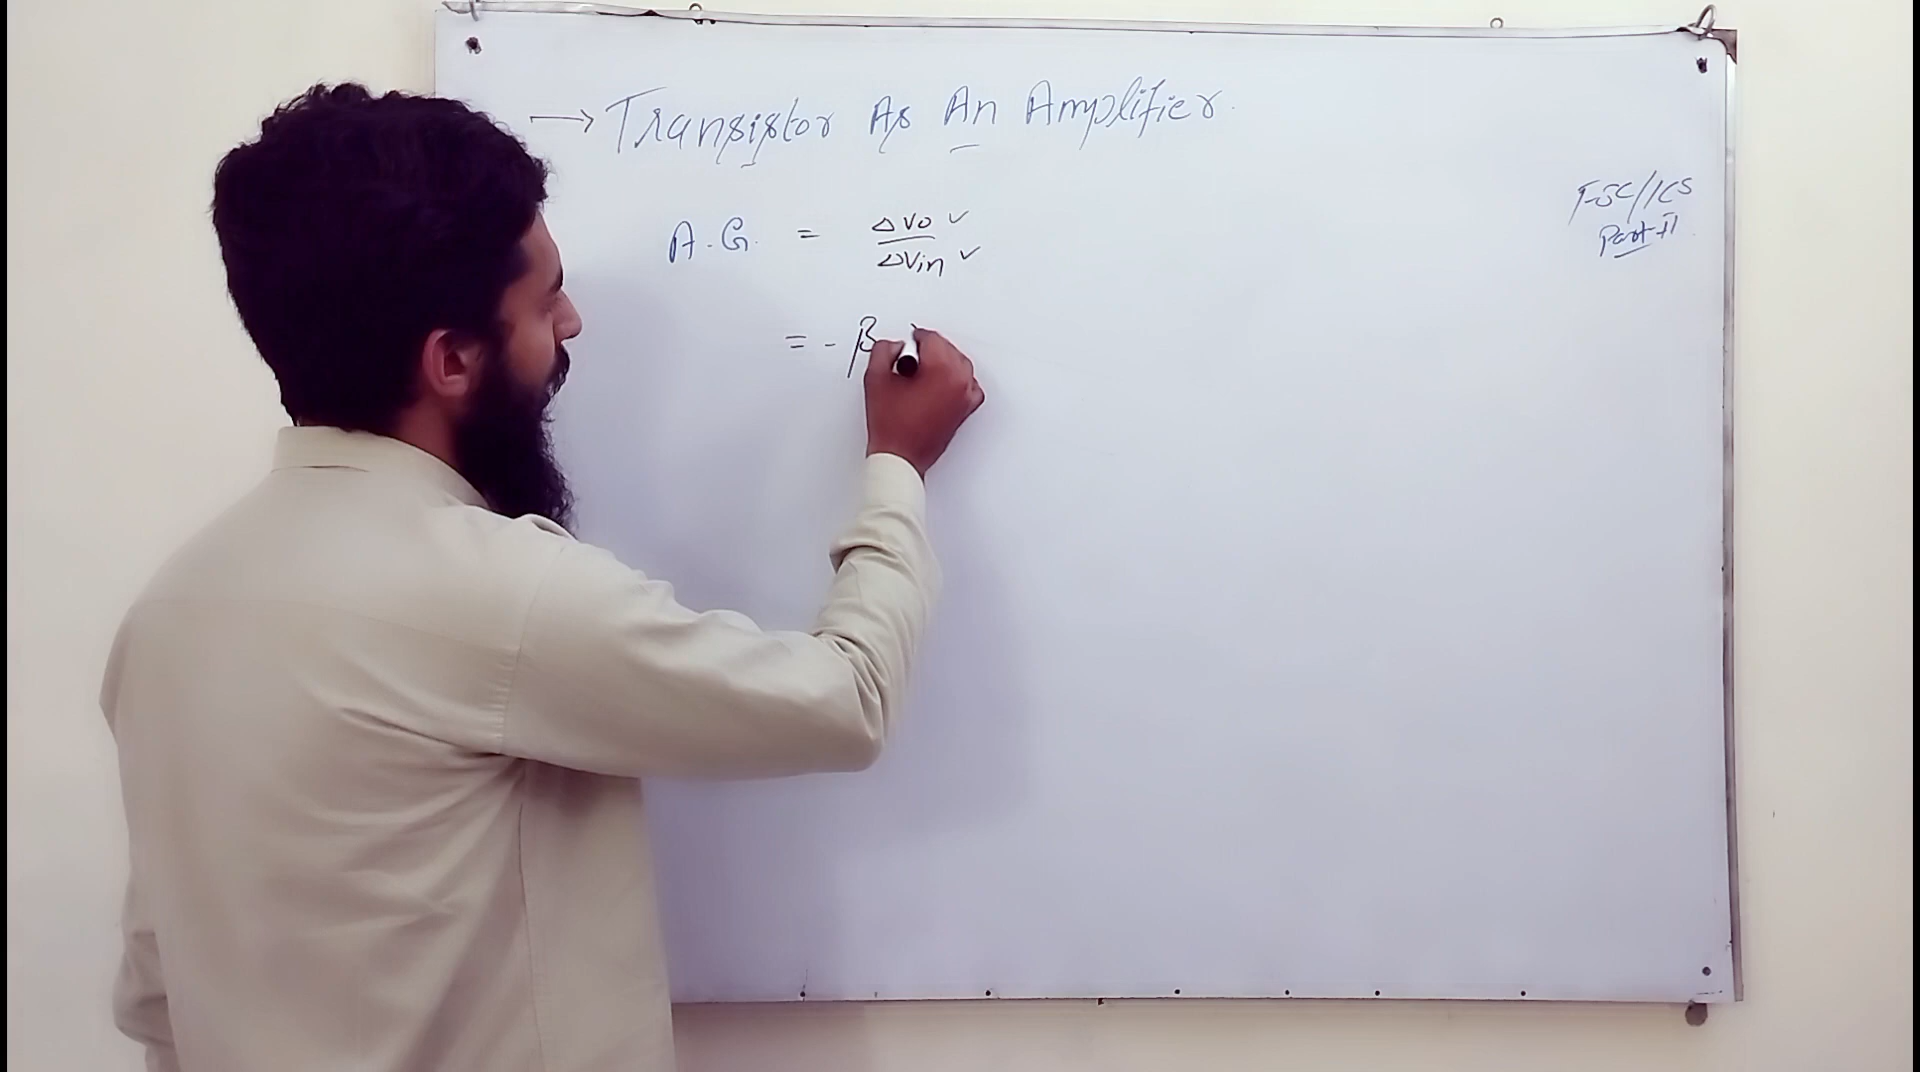 → Transistor As An Amplifier.
F.SC/ICS
Part-II
A.G. = ΔVo ✓
ΔVin ✓
= - β